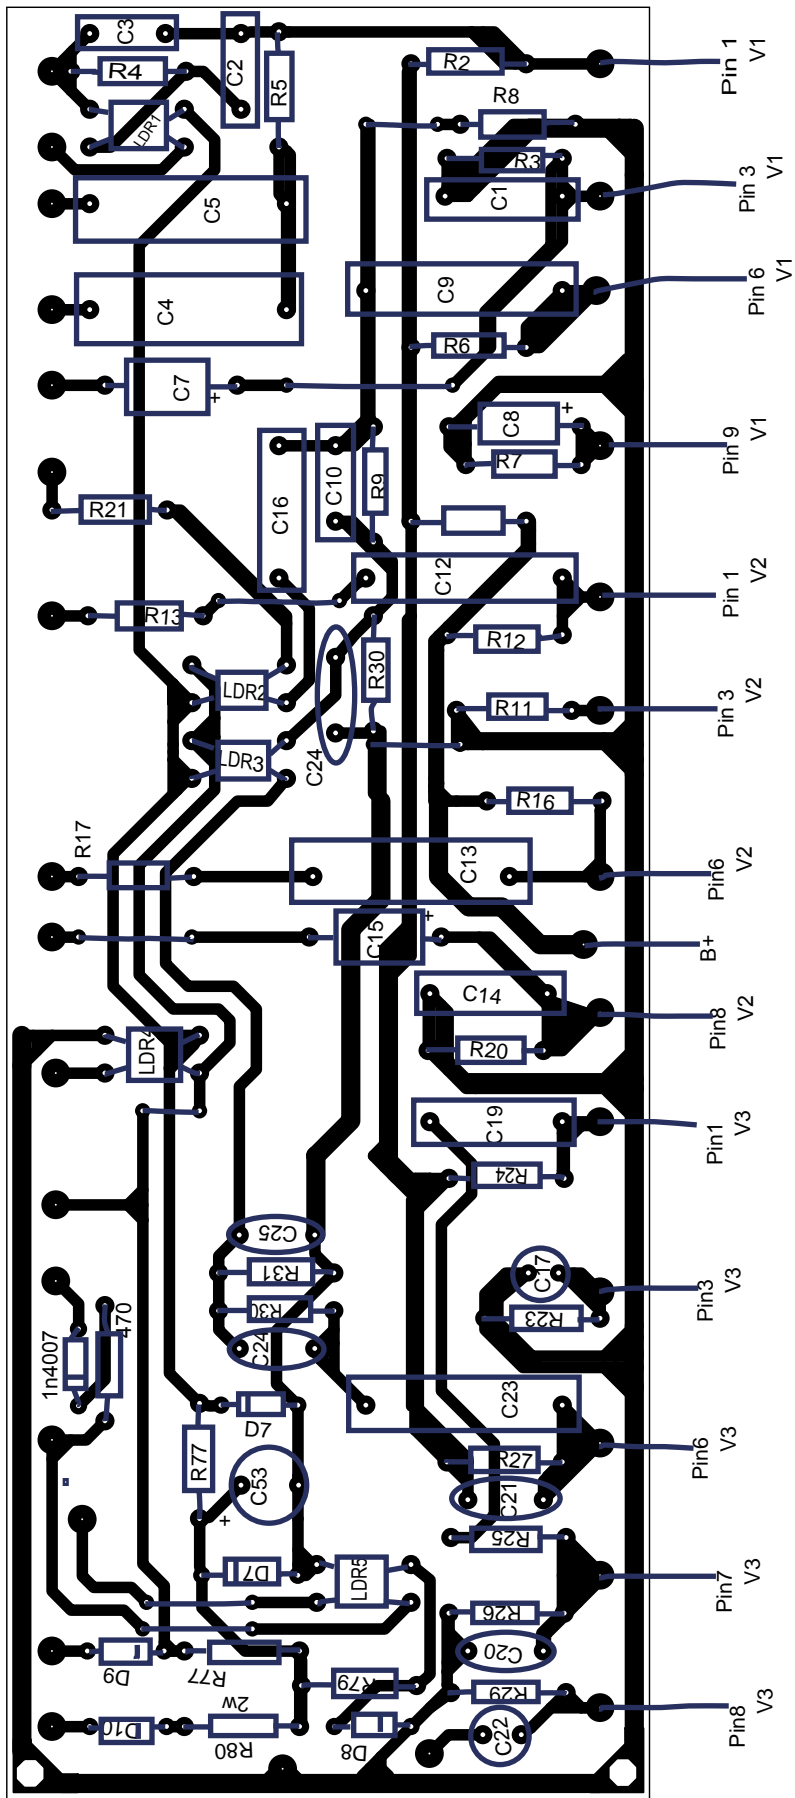 C3
C2
R2
Pin 1
V1
R4
R5
R8
LDR1
R3
Pin 3
V1
C5
C1
C4
C9
Pin 6
V1
R6
C7
+
C8
+
Pin 9
V1
C10
R9
R7
R21
C16
C12
Pin 1
V2
R13
R12
R30
LDR2
R11
Pin 3
V2
LDR3
C24
R16
R17
C13
Pin6
V2
C15
+
B+
C14
Pin8
V2
LDR4
R20
C19
Pin1
V3
R24
C25
R31
C17
Pin3
V3
R30
R23
470
1n4007
C24
C23
D7
R77
R27
Pin6
V3
C53
+
C21
R25
D7
LDR5
Pin7
V3
R26
D9
R77
2w
C20
R79
R29
D10
R80
D8
C22
Pin8
V3